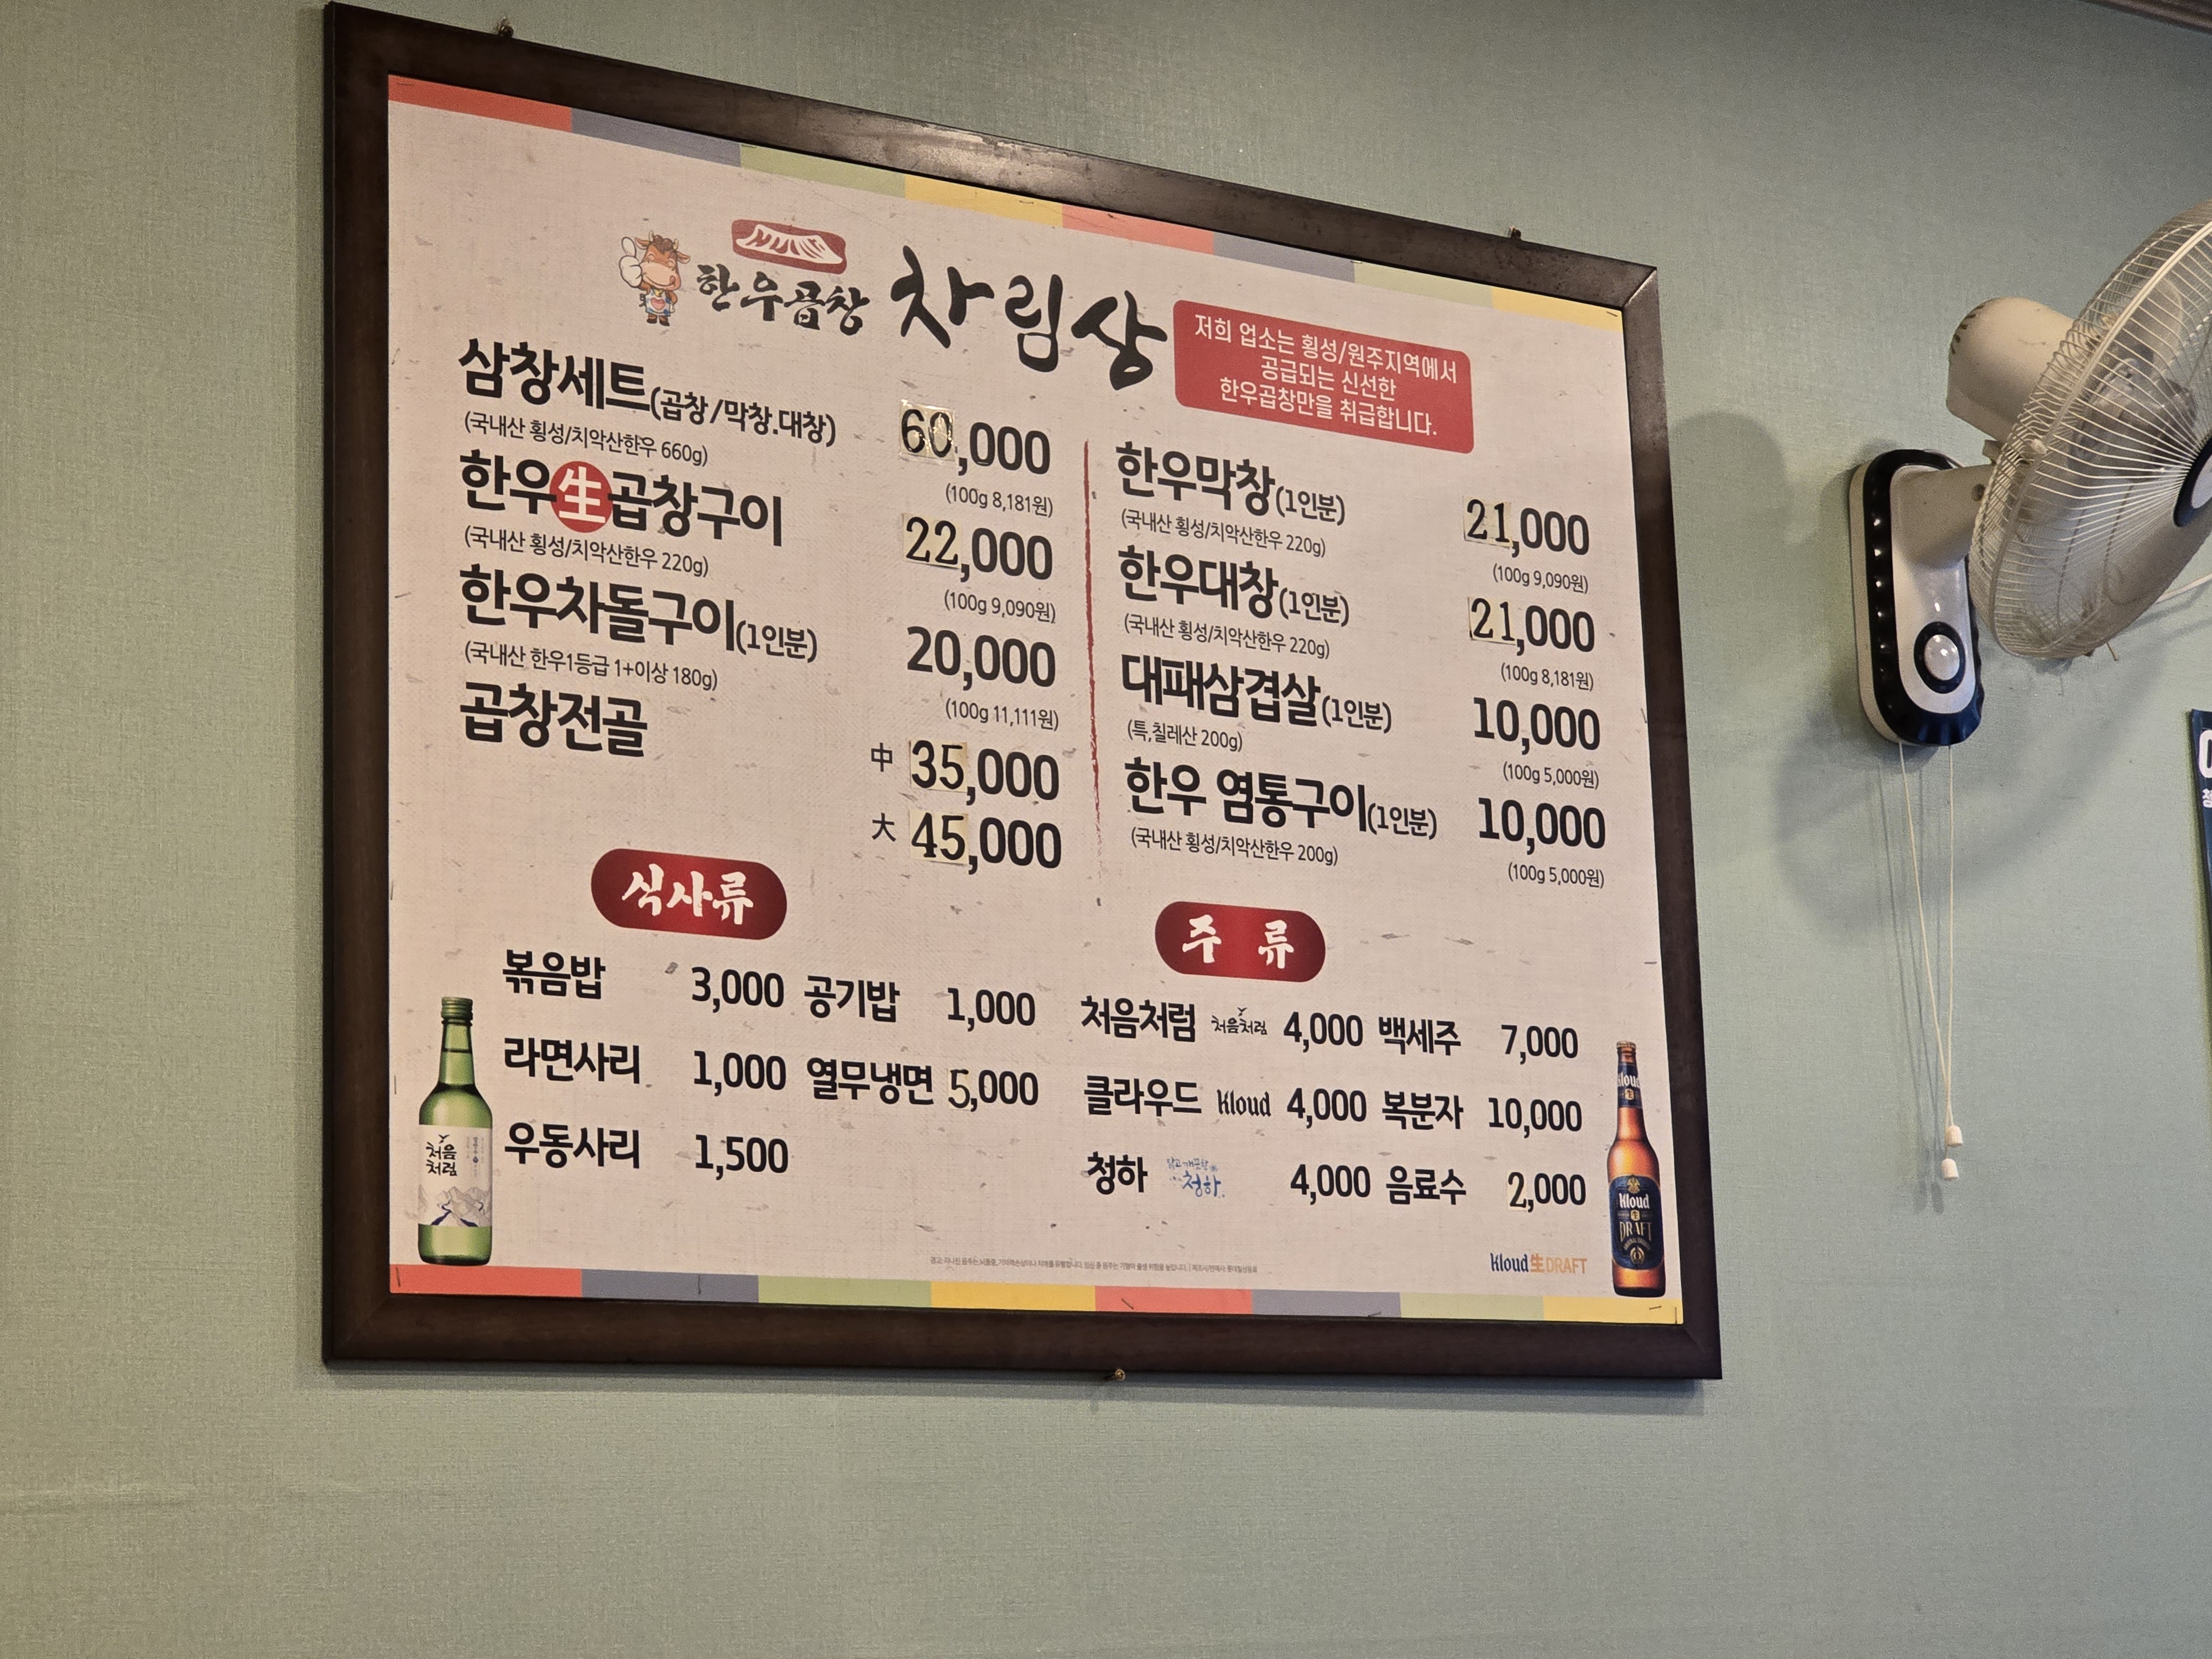 한우곱창 차림상
저희 업소는 횡성/원주지역에서
공급되는 신선한
한우곱창만을 취급합니다.
삼창세트(곱창/막창.대창) 60,000
(국내산 횡성/치악산한우 660g) (100g 8,181원)
한우生곱창구이 22,000
(국내산 횡성/치악산한우 220g) (100g 9,090원)
한우차돌구이(1인분) 20,000
(국내산 한우1등급 1+이상 180g) (100g 11,111원)
곱창전골 中 35,000
大 45,000
한우막창(1인분) 21,000
(국내산 횡성/치악산한우 220g) (100g 9,090원)
한우대창(1인분) 21,000
(국내산 횡성/치악산한우 220g) (100g 8,181원)
대패삼겹살(1인분) 10,000
(특,칠레산 200g) (100g 5,000원)
한우 염통구이(1인분) 10,000
(국내산 횡성/치악산한우 200g) (100g 5,000원)
식사류
볶음밥 3,000 공기밥 1,000
라면사리 1,000 열무냉면 5,000
우동사리 1,500
주 류
처음처럼 처음처럼 4,000 백세주 7,000
클라우드 Kloud 4,000 복분자 10,000
청하 청하 4,000 음료수 2,000
처음
처럼
Kloud
Kloud
生
DRAFT
Kloud生DRAFT